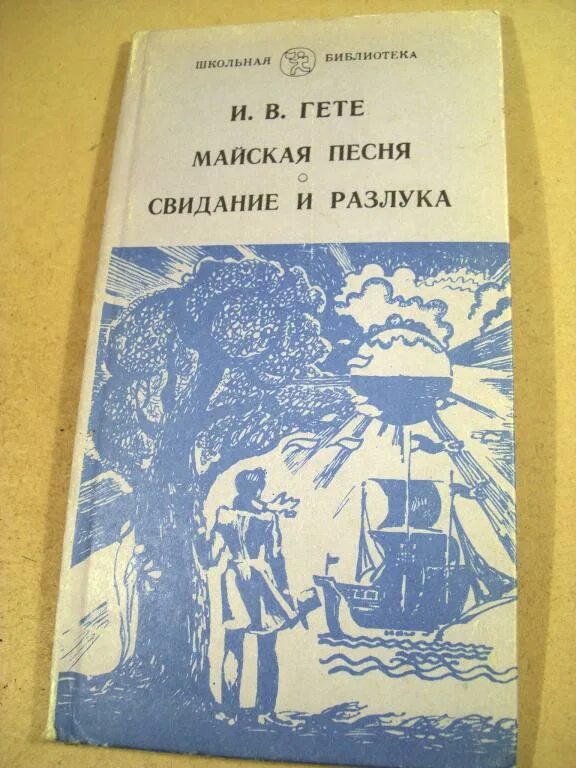 ШКОЛЬНАЯ БИБЛИОТЕКА
И. В. ГЕТЕ
МАЙСКАЯ ПЕСНЯ
СВИДАНИЕ И РАЗЛУКА